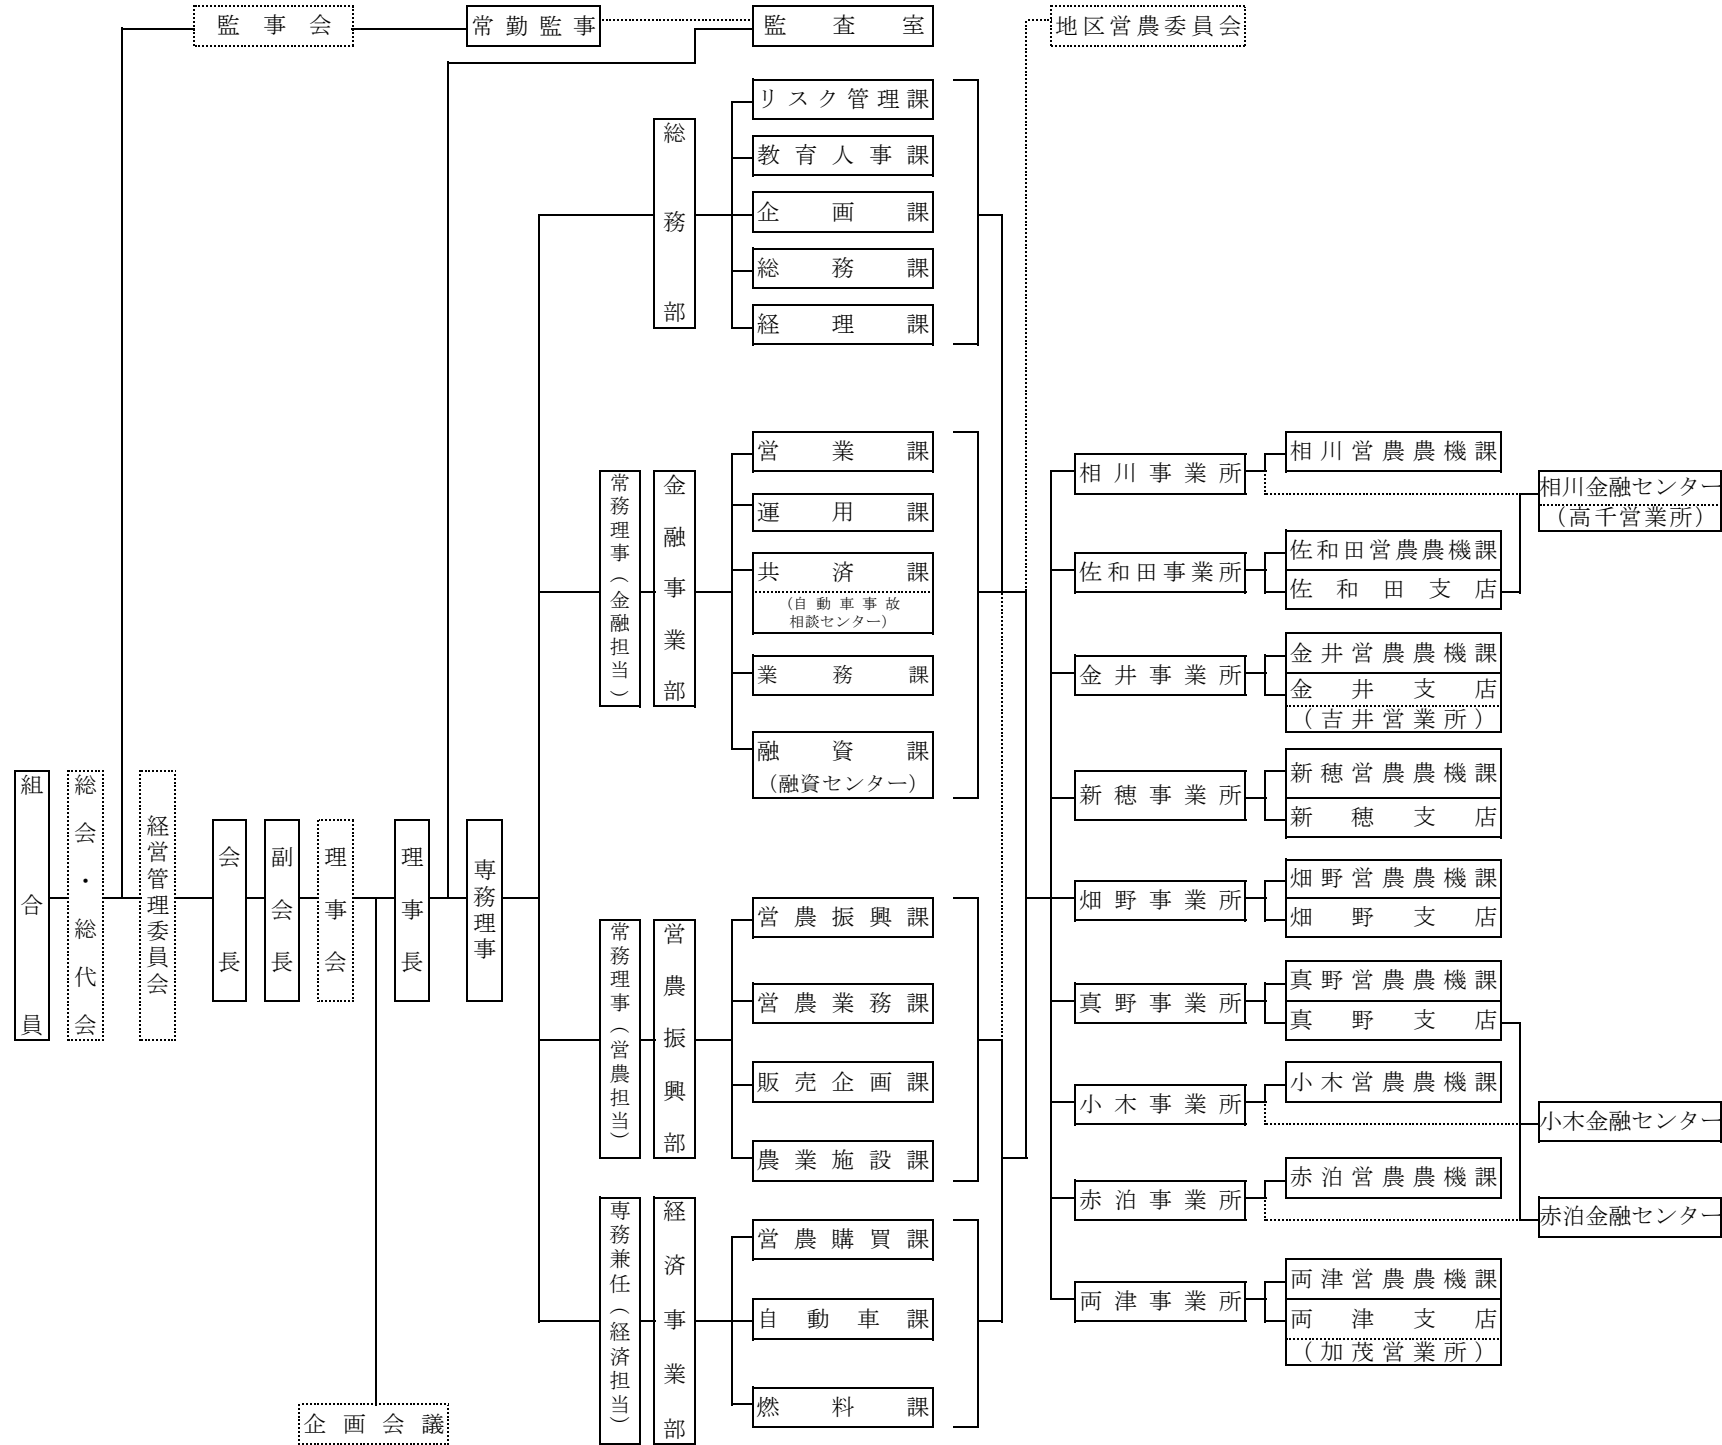 監事会
常勤監事
監査室
地区営農委員会
組合員
総会・総代会
経営管理委員会
会長
副会長
理事会
理事長
専務理事
企画会議
総務部
リスク管理課
教育人事課
企画課
総務課
経理課
常務理事（金融担当）
金融事業部
営業課
運用課
共済課
（自動車事故
相談センター）
業務課
融資課
（融資センター）
常務理事（営農担当）
営農振興部
営農振興課
営農業務課
販売企画課
農業施設課
専務兼任（経済担当）
経済事業部
営農購買課
自動車課
燃料課
相川事業所
相川営農農機課
相川金融センター
（高千営業所）
佐和田事業所
佐和田営農農機課
佐和田支店
金井事業所
金井営農農機課
金井支店
（吉井営業所）
新穂事業所
新穂営農農機課
新穂支店
畑野事業所
畑野営農農機課
畑野支店
真野事業所
真野営農農機課
真野支店
小木事業所
小木営農農機課
小木金融センター
赤泊事業所
赤泊営農農機課
赤泊金融センター
両津事業所
両津営農農機課
両津支店
（加茂営業所）